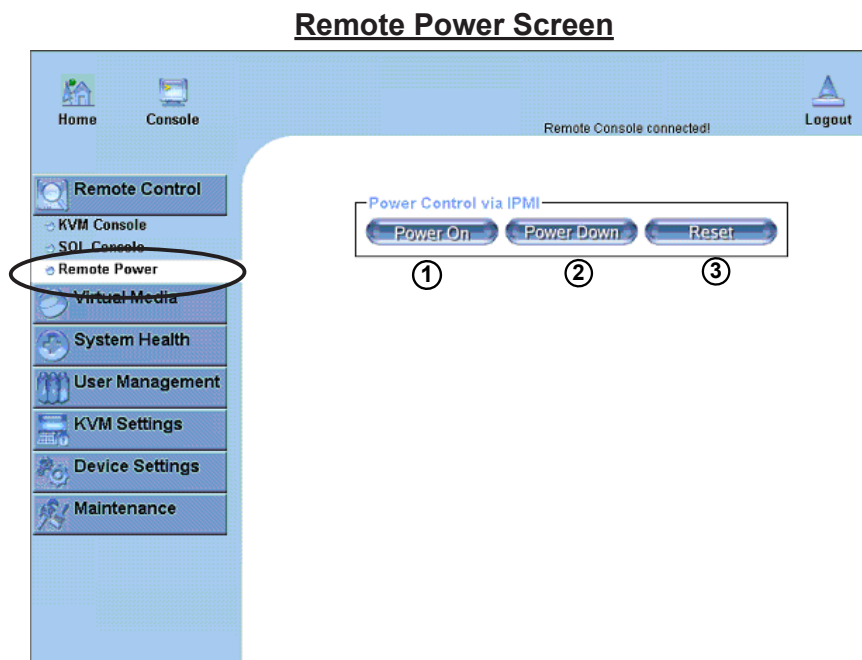 Remote Power Screen
Home
Console
Remote Console connected!
Logout
Remote Control
KVM Console
SOL Console
Remote Power
Virtual Media
System Health
User Management
KVM Settings
Device Settings
Maintenance
Power Control via IPMI
Power On Power Down Reset
1 2 3